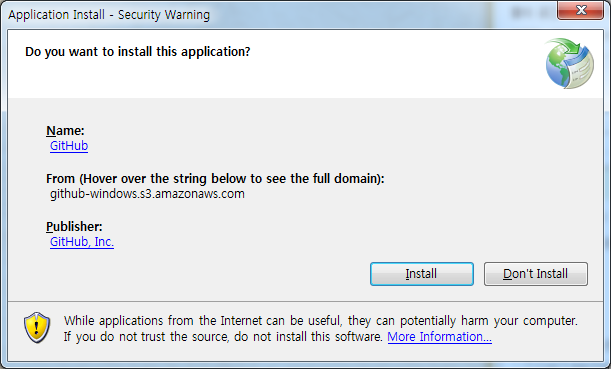 Application Install - Security Warning
Do you want to install this application?
Name:
GitHub
From (Hover over the string below to see the full domain):
github-windows.s3.amazonaws.com
Publisher:
GitHub, Inc.
Install
Don't Install
While applications from the Internet can be useful, they can potentially harm your computer.
If you do not trust the source, do not install this software. More Information...